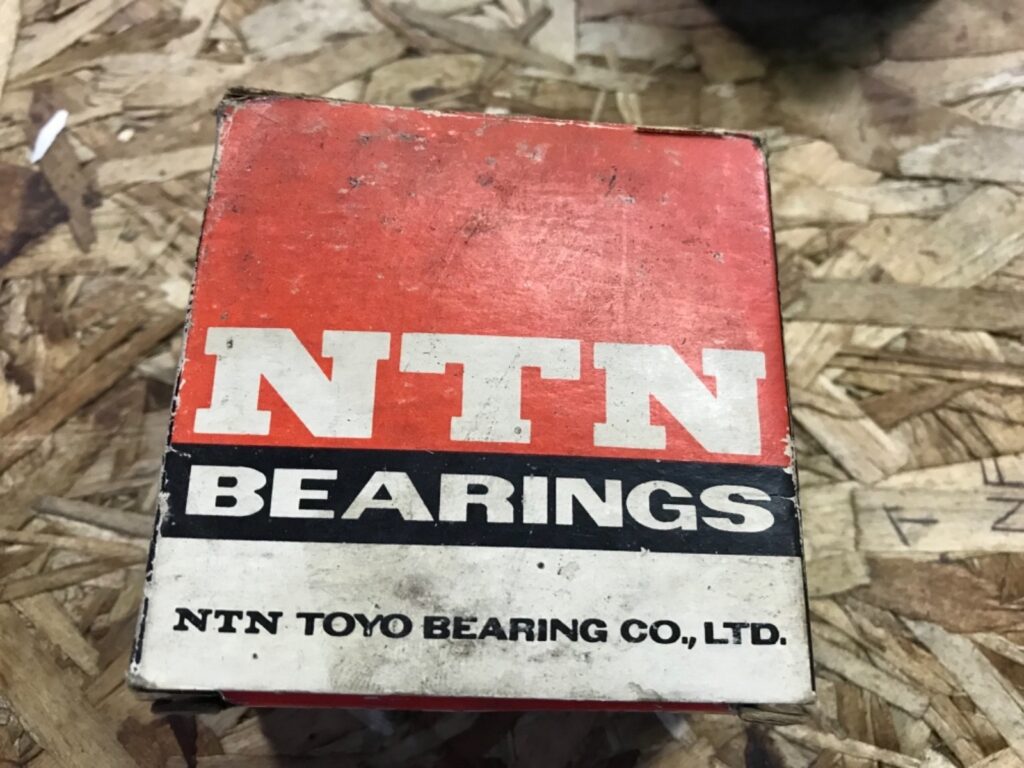 NTN
BEARINGS
NTN TOYO BEARING CO., LTD.